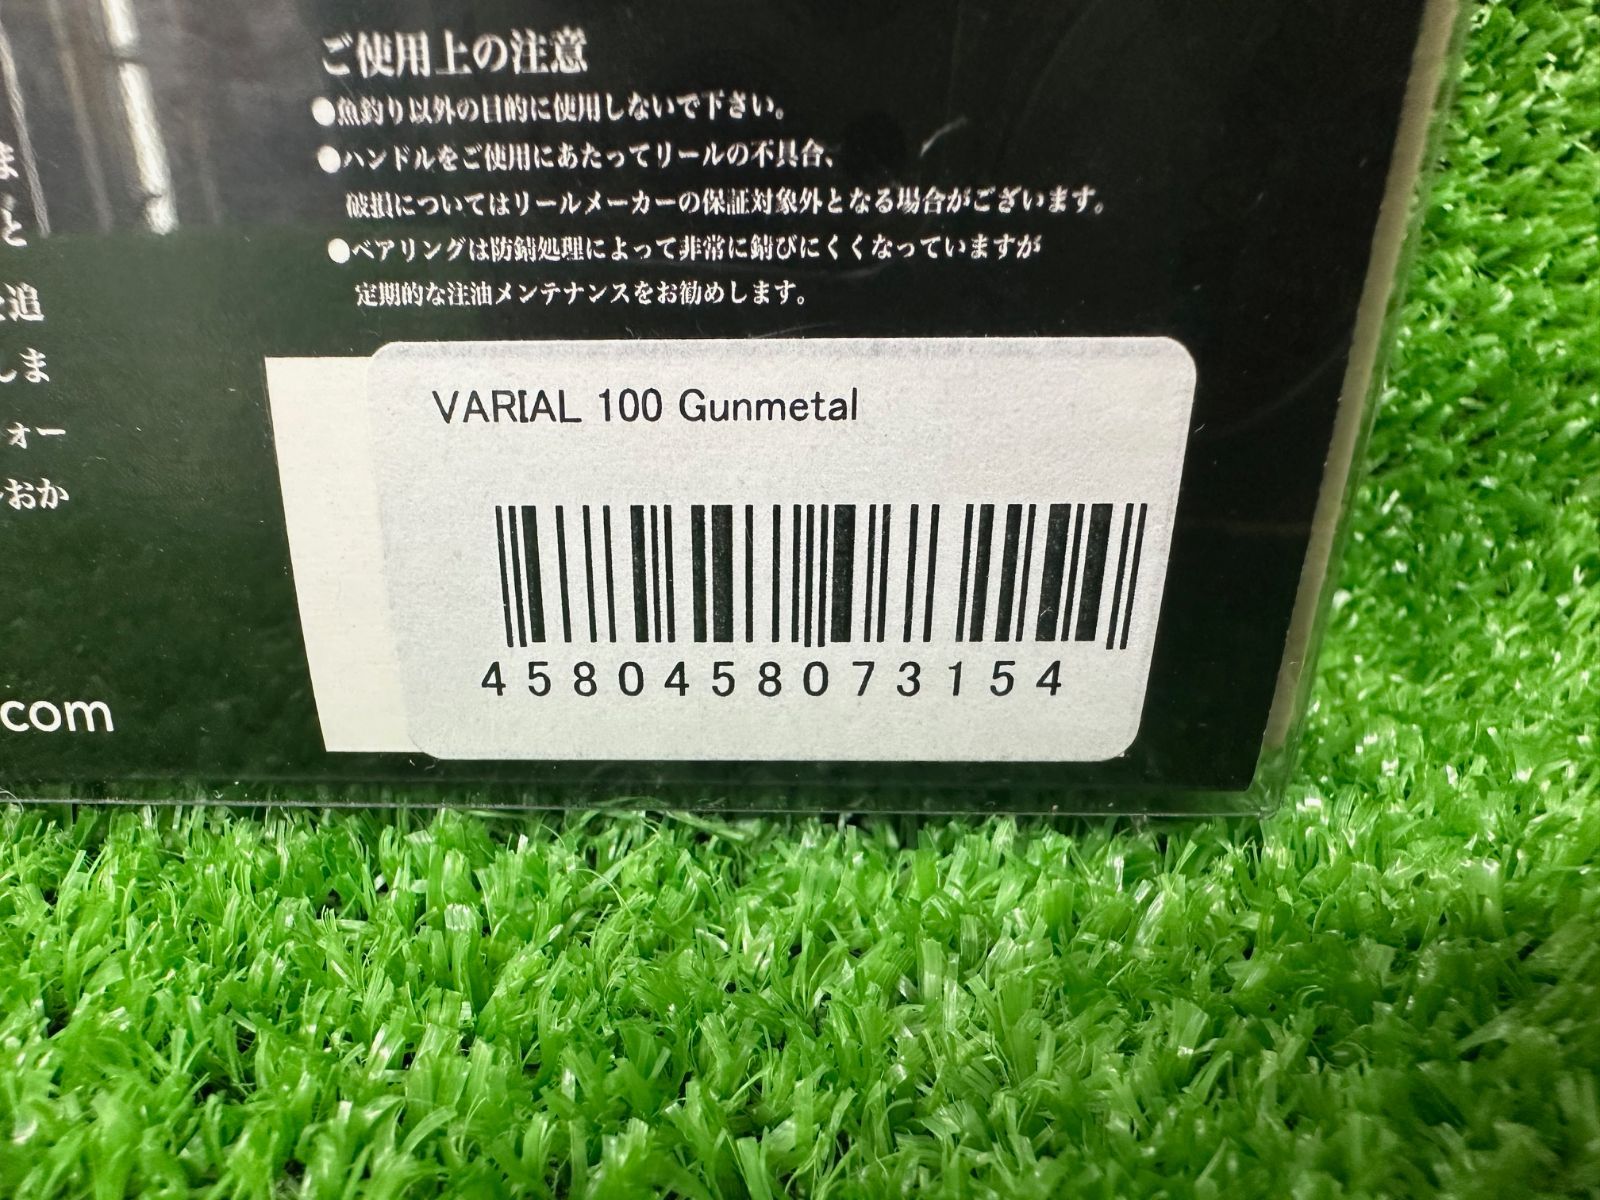 ご使用上の注意
●魚釣り以外の目的に使用しないで下さい。
●ハンドルをご使用にあたってリールの不具合、
破損についてはリールメーカーの保証対象外となる場合がございます。
●ベアリングは防錆処理によって非常に錆びにくくなっていますが
定期的な注油メンテナンスをお勧めします。
ま
と
追
しま
ォー
おか
.com
VARIAL 100 Gunmetal
4580458073154